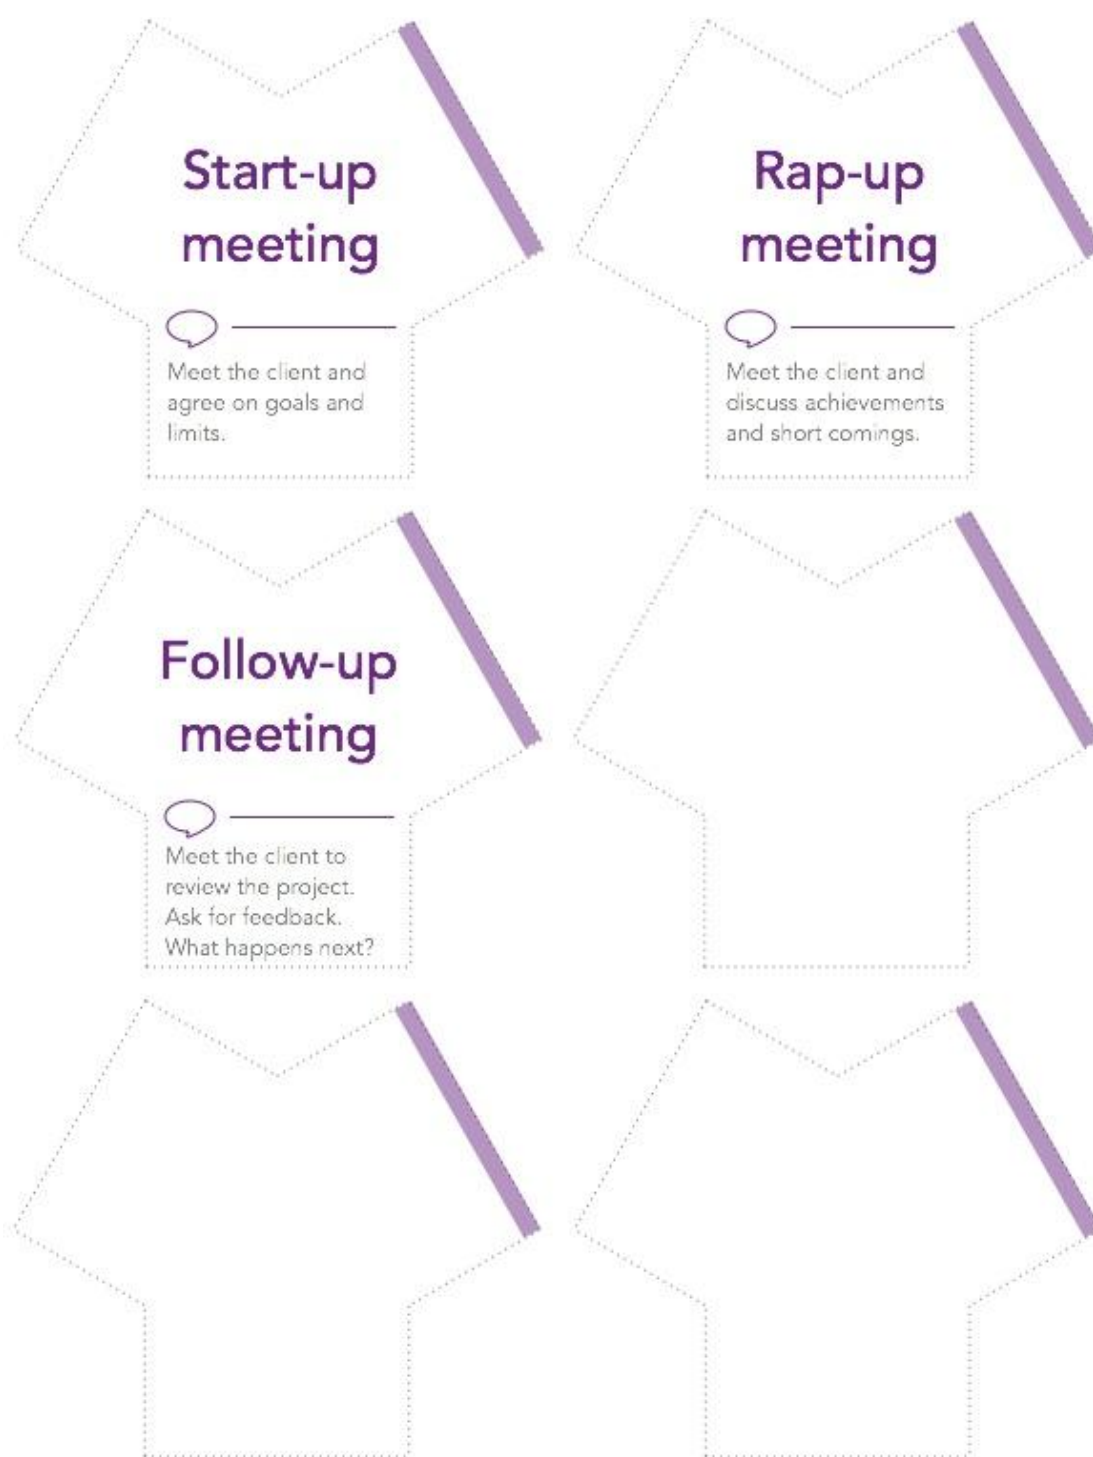 Start-up
meeting
Meet the client and
agree on goals and
limits.
Rap-up
meeting
Meet the client and
discuss achievements
and short comings.
Follow-up
meeting
Meet the client to
review the project.
Ask for feedback.
What happens next?